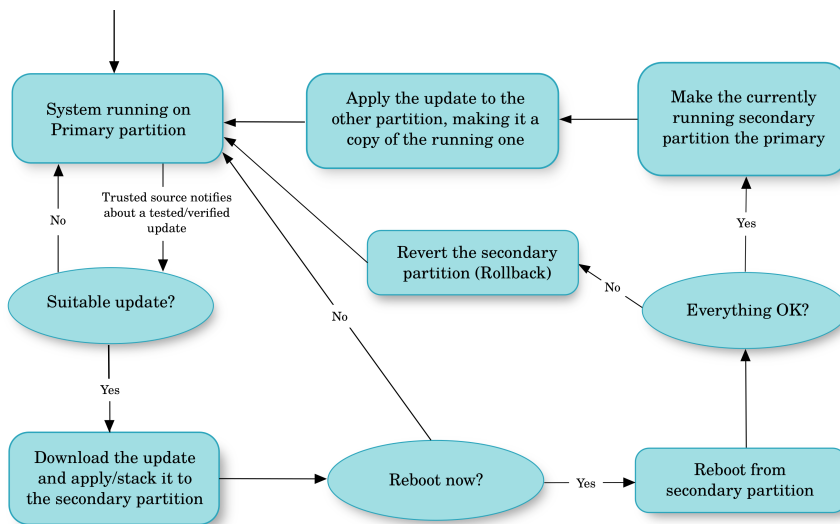 System running on
Primary partition
Apply the update to the
other partition, making it a
copy of the running one
Make the currently
running secondary
partition the primary
No
Trusted source notifies
about a tested/verified
update
Yes
Revert the secondary
partition (Rollback)
No
Suitable update?
Everything OK?
No
Yes
Download the update
and apply/stack it to
the secondary partition
Reboot now?
Yes
Reboot from
secondary partition